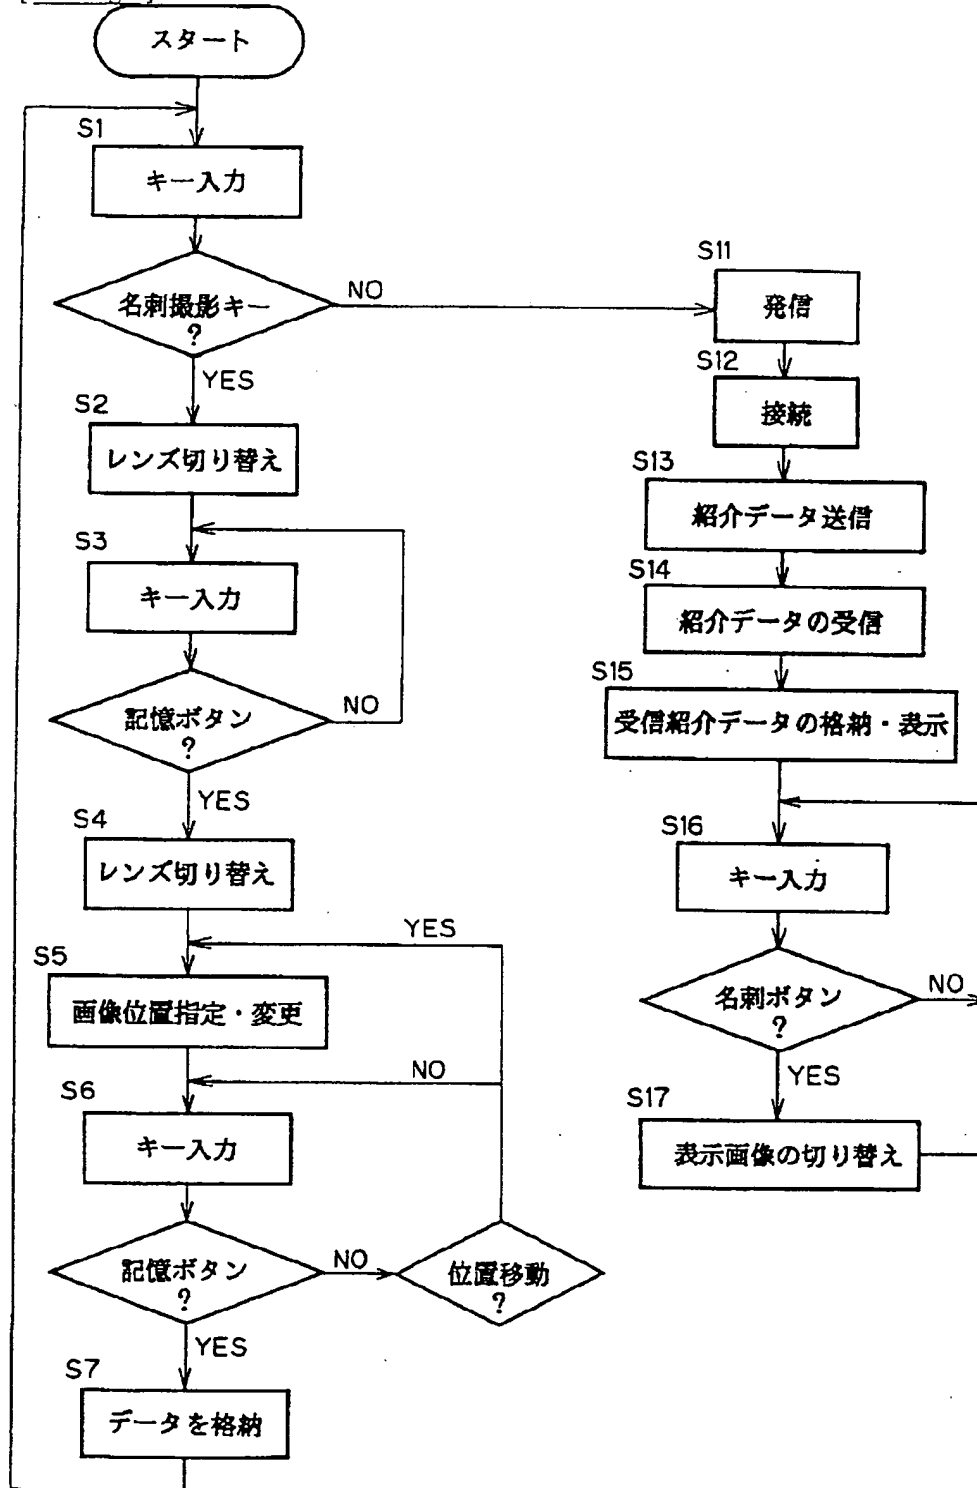 スタート
S1
キー入力
名刺撮影キー
?
NO
YES
S2
レンズ切り替え
S3
キー入力
記憶ボタン
?
NO
YES
S4
レンズ切り替え
YES
S5
画像位置指定・変更
NO
S6
キー入力
記憶ボタン
?
NO
位置移動
?
YES
S7
データを格納
S11
発信
S12
接続
S13
紹介データ送信
S14
紹介データの受信
S15
受信紹介データの格納・表示
S16
キー入力
名刺ボタン
?
NO
YES
S17
表示画像の切り替え